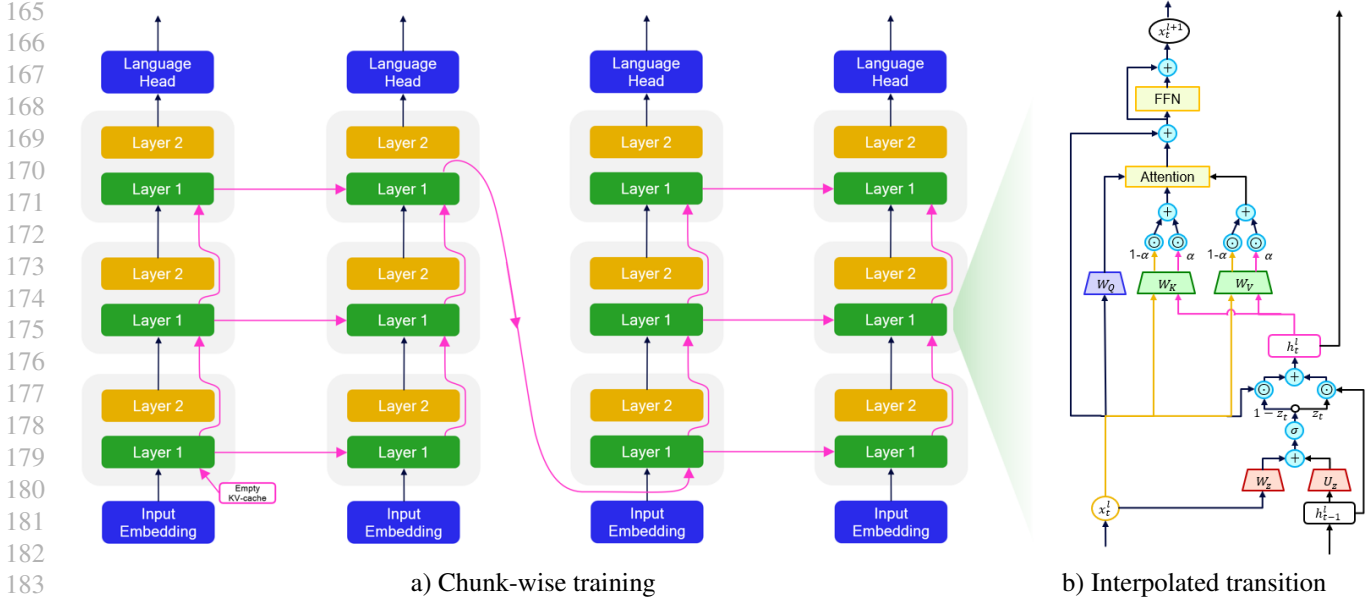 165
166
167
168
169
170
171
172
173
174
175
176
177
178
179
180
181
182
183
Language Head
Layer 2
Layer 1
Layer 2
Layer 1
Layer 2
Layer 1
Empty KV-cache
Input Embedding
Language Head
Layer 2
Layer 1
Layer 2
Layer 1
Layer 2
Layer 1
Input Embedding
Language Head
Layer 2
Layer 1
Layer 2
Layer 1
Layer 2
Layer 1
Input Embedding
Language Head
Layer 2
Layer 1
Layer 2
Layer 1
Layer 2
Layer 1
Input Embedding
a) Chunk-wise training
x_t^{l+1}
+
FFN
+
Attention
+ +
⊙ ⊙ ⊙ ⊙
1-α α 1-α α
W_Q W_K W_V
h_t^l
⊙ + ⊙
1 − z_t z_t
σ
+
W_z U_z
x_t^l h_{t-1}^l
b) Interpolated transition